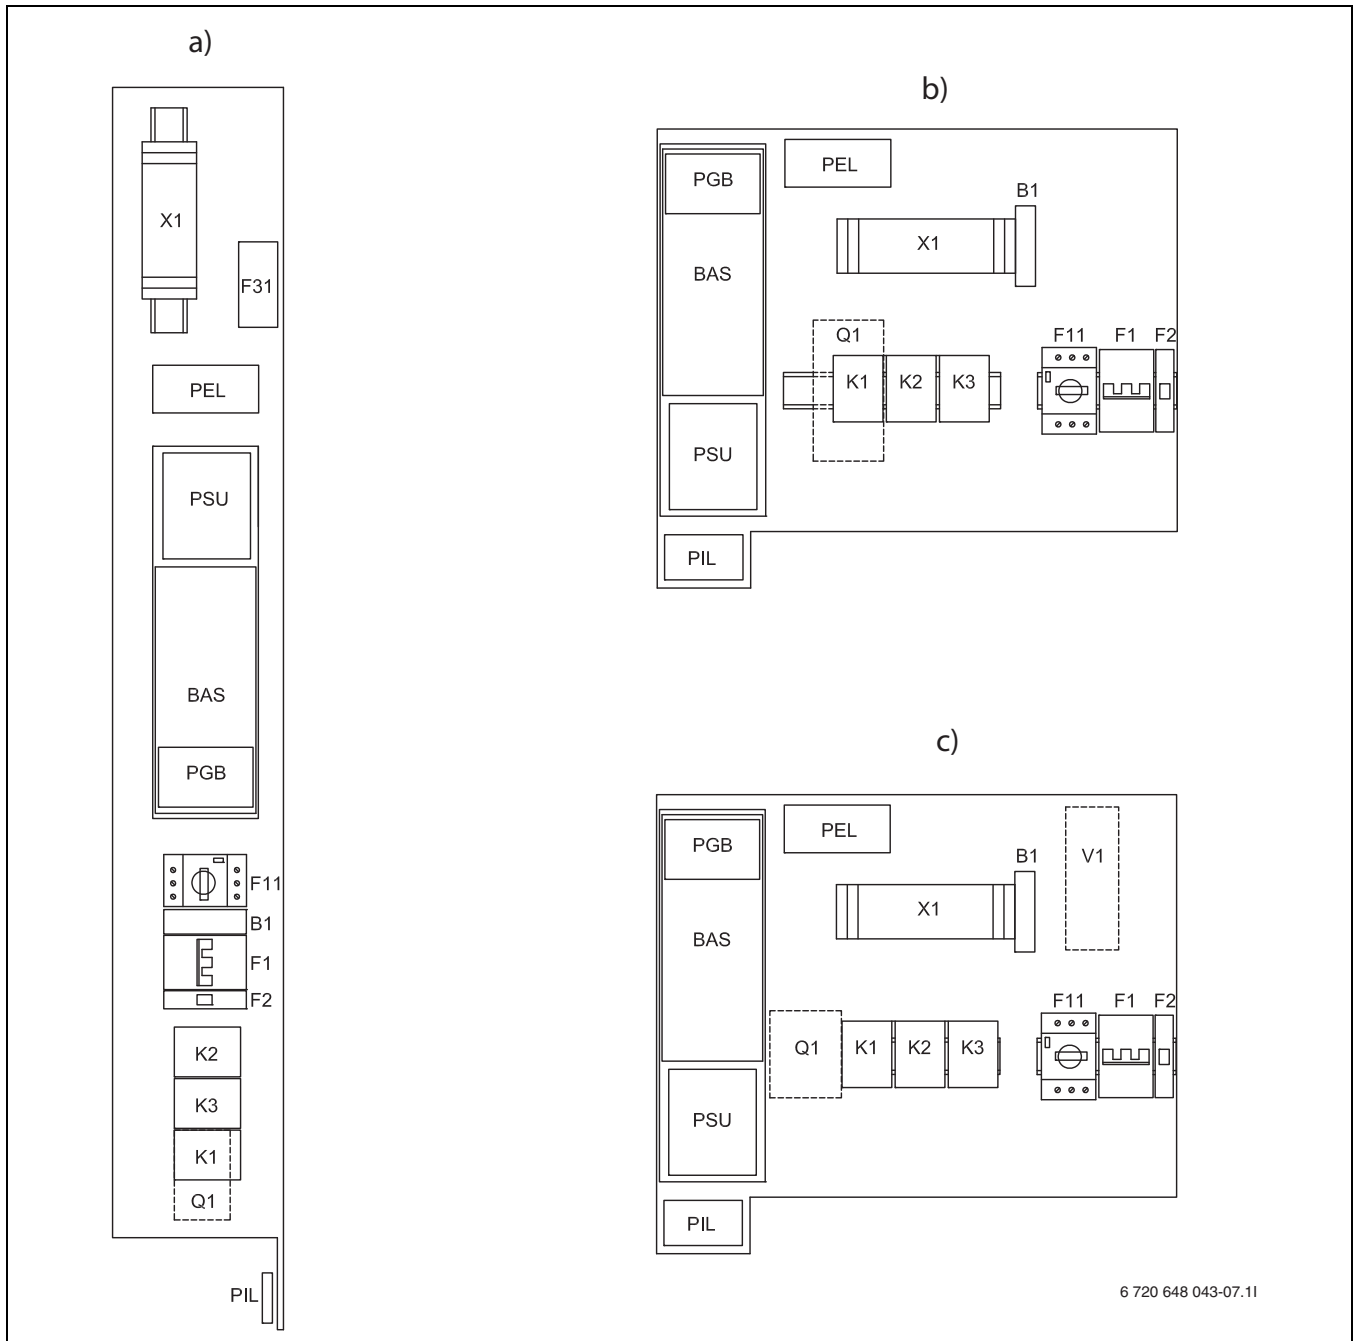 a)
X1
F31
PEL
PSU
BAS
PGB
F11
B1
F1
F2
K2
K3
K1
Q1
PIL
b)
PGB
PEL
B1
X1
BAS
Q1
F11 F1 F2
K1 K2 K3
PSU
PIL
c)
PGB
PEL
B1
V1
X1
BAS
F11 F1 F2
Q1 K1 K2 K3
PSU
PIL
6 720 648 043-07.1I